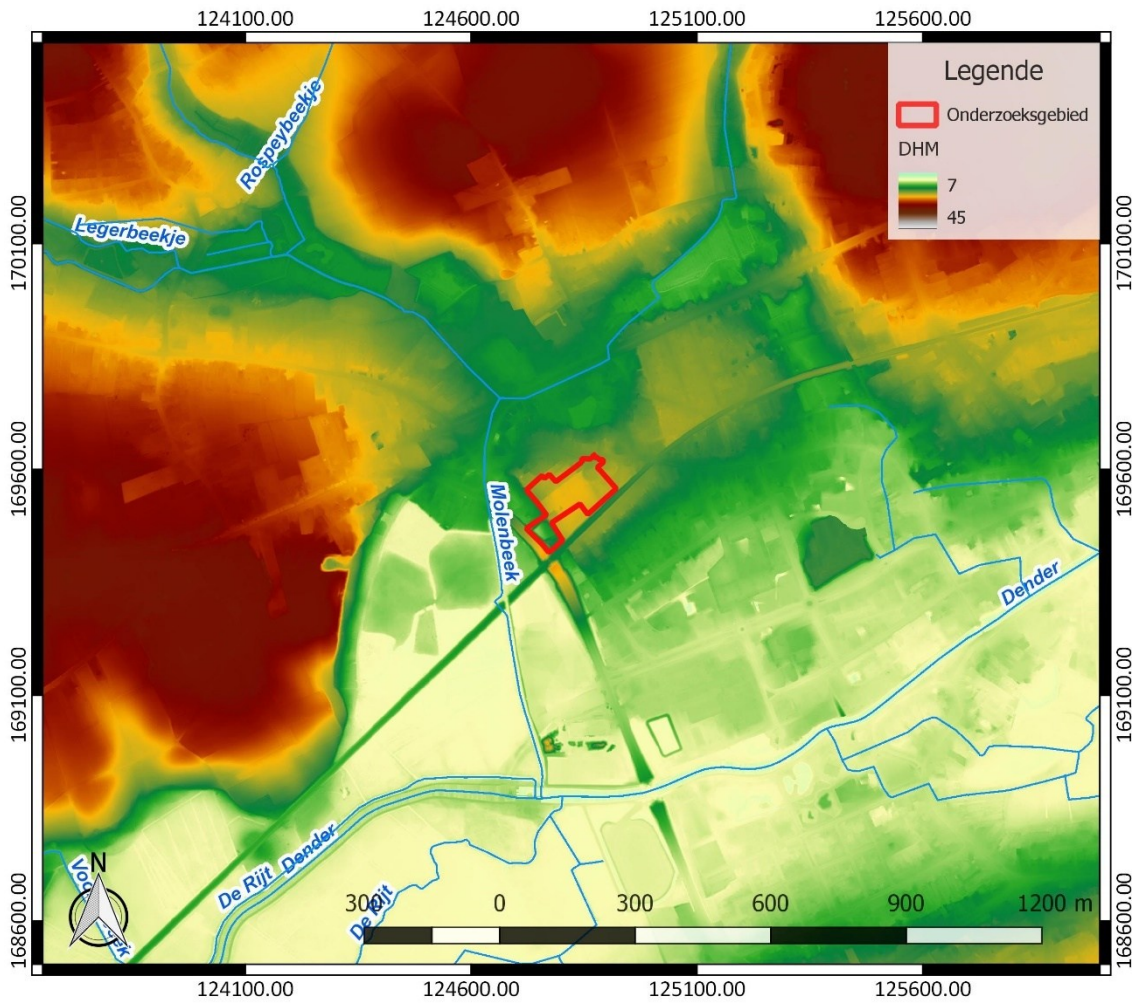 124100.00 124600.00 125100.00 125600.00
Legende
Onderzoeksgebied
DHM
7
45
Rospeybeekje
Legerbeekje
170100.00 170100.00
169600.00 169600.00
Molenbeek
Dender
169100.00 169100.00
De Rijt Dender
De Rijt
N
300 0 300 600 900 1200 m
168600.00 168600.00
124100.00 124600.00 125100.00 125600.00